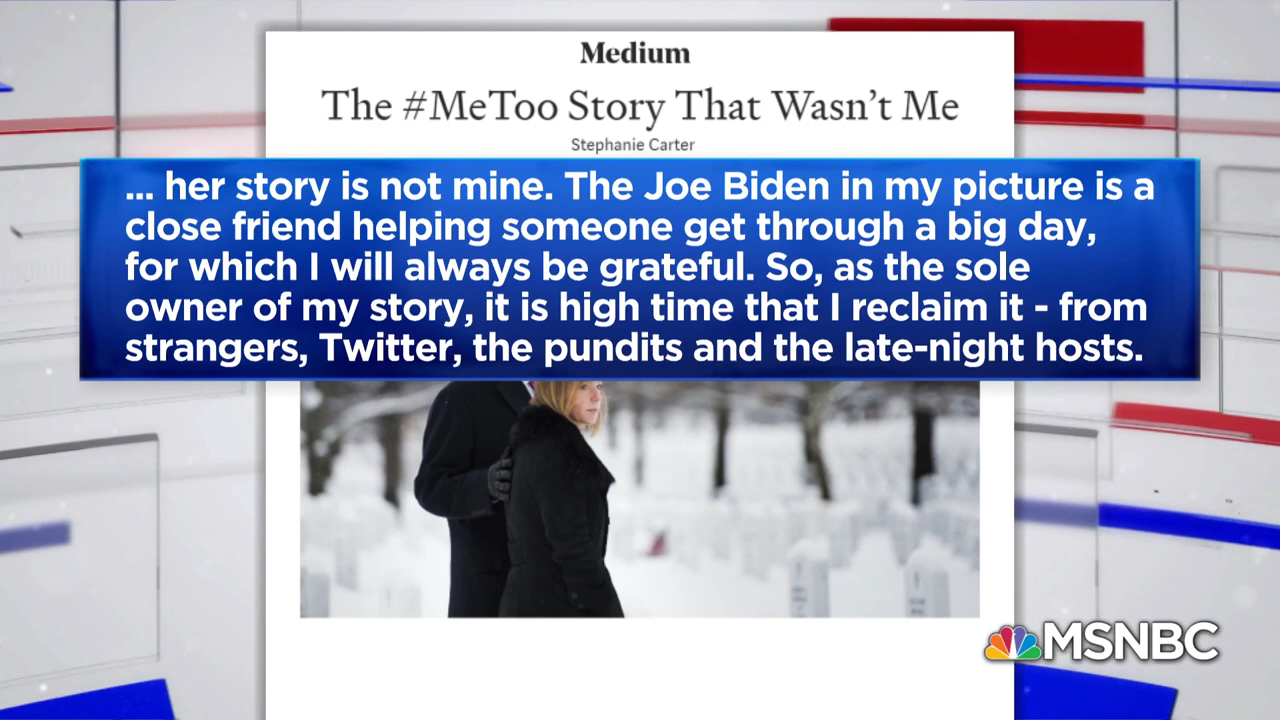 Medium
The #MeToo Story That Wasn't Me
Stephanie Carter
... her story is not mine. The Joe Biden in my picture is a
close friend helping someone get through a big day,
for which I will always be grateful. So, as the sole
owner of my story, it is high time that I reclaim it - from
strangers, Twitter, the pundits and the late-night hosts.
MSNBC